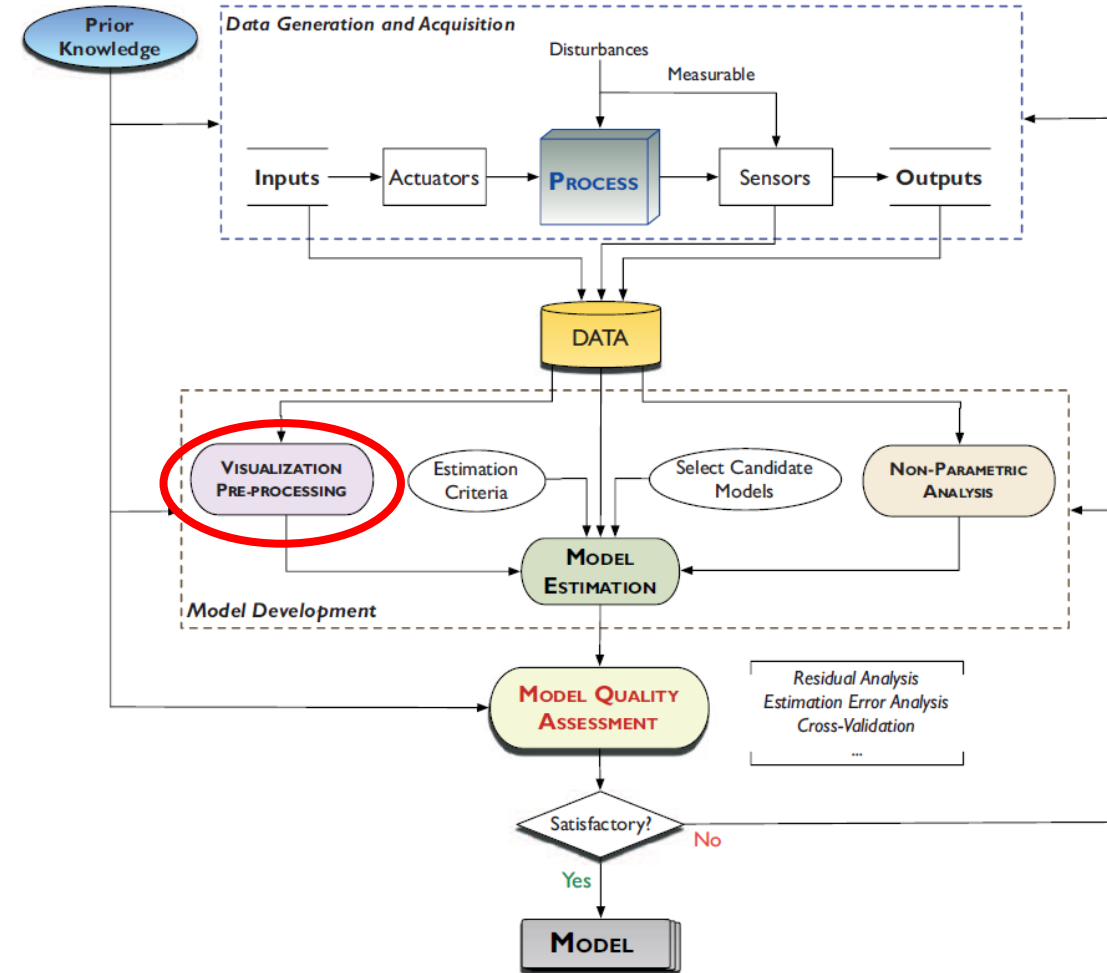 Prior
Knowledge
Data Generation and Acquisition
Disturbances
Measurable
Inputs
Actuators
PROCESS
Sensors
Outputs
DATA
VISUALIZATION
PRE-PROCESSING
Estimation
Criteria
Select Candidate
Models
NON-PARAMETRIC
ANALYSIS
MODEL
ESTIMATION
Model Development
MODEL QUALITY
ASSESSMENT
Residual Analysis
Estimation Error Analysis
Cross-Validation
...
Satisfactory?
No
Yes
MODEL